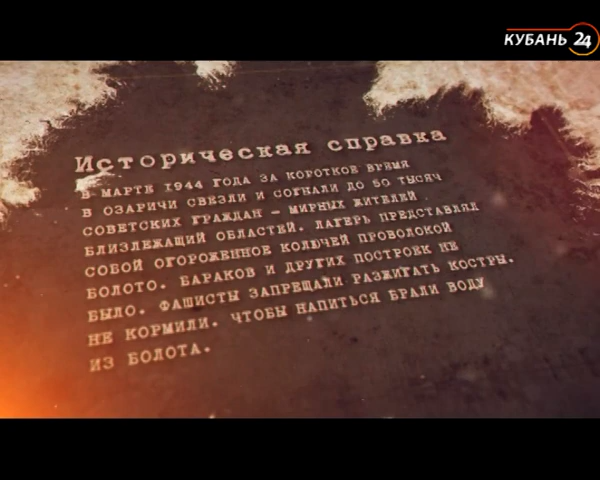 КУБАНЬ 24
Историческая справка
В МАРТЕ 1944 ГОДА ЗА КОРОТКОЕ ВРЕМЯ
В ОЗАРИЧИ СВЕЗЛИ И СОГНАЛИ ДО 50 ТЫСЯЧ
СОВЕТСКИХ ГРАЖДАН – МИРНЫХ ЖИТЕЛЕЙ
БЛИЗЛЕЖАЩИЙ ОБЛАСТЕЙ. ЛАГЕРЬ ПРЕДСТАВЛЯЛ
СОБОЙ ОГОРОЖЕННОЕ КОЛЮЧЕЙ ПРОВОЛОКОЙ
БОЛОТО. БАРАКОВ И ДРУГИХ ПОСТРОЕК НЕ
БЫЛО. ФАШИСТЫ ЗАПРЕЩАЛИ РАЗЖИГАТЬ КОСТРЫ.
НЕ КОРМИЛИ. ЧТОБЫ НАПИТЬСЯ БРАЛИ ВОДУ
ИЗ БОЛОТА.